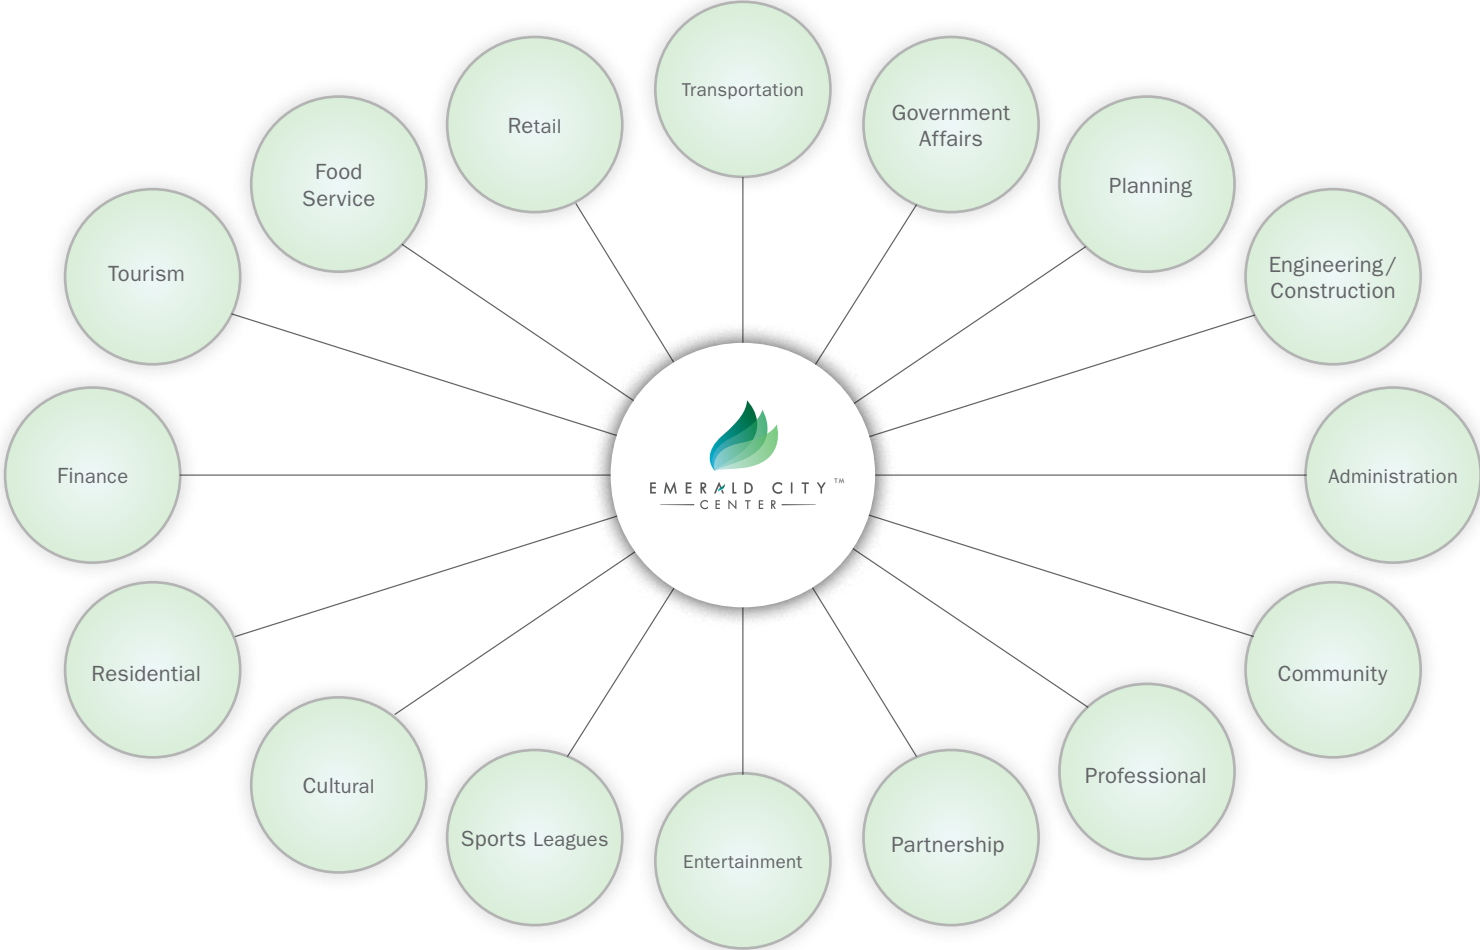 Transportation
Government
Affairs
Retail
Planning
Food
Service
Engineering/
Construction
Tourism
Finance
EMERALD CITY™
CENTER
Administration
Residential
Community
Cultural
Professional
Sports Leagues
Partnership
Entertainment